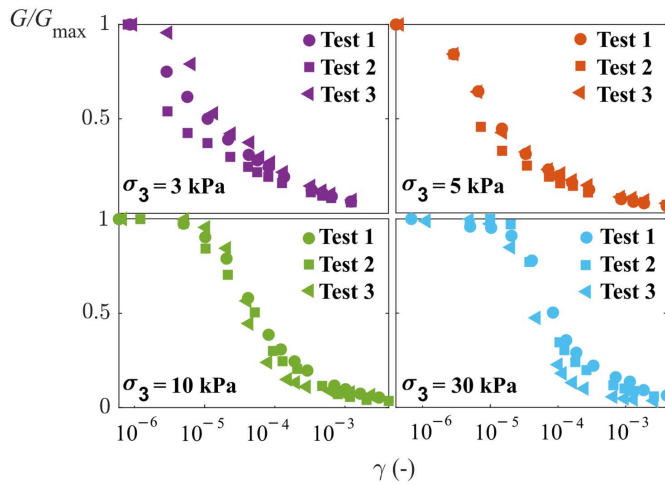 G/G_max
1
0.5
Test 1
Test 2
Test 3
σ₃ = 3 kPa
Test 1
Test 2
Test 3
σ₃ = 5 kPa
1
0.5
0
Test 1
Test 2
Test 3
σ₃ = 10 kPa
Test 1
Test 2
Test 3
σ₃ = 30 kPa
10⁻⁶ 10⁻⁵ 10⁻⁴ 10⁻³ 10⁻⁶ 10⁻⁵ 10⁻⁴ 10⁻³
γ (-)